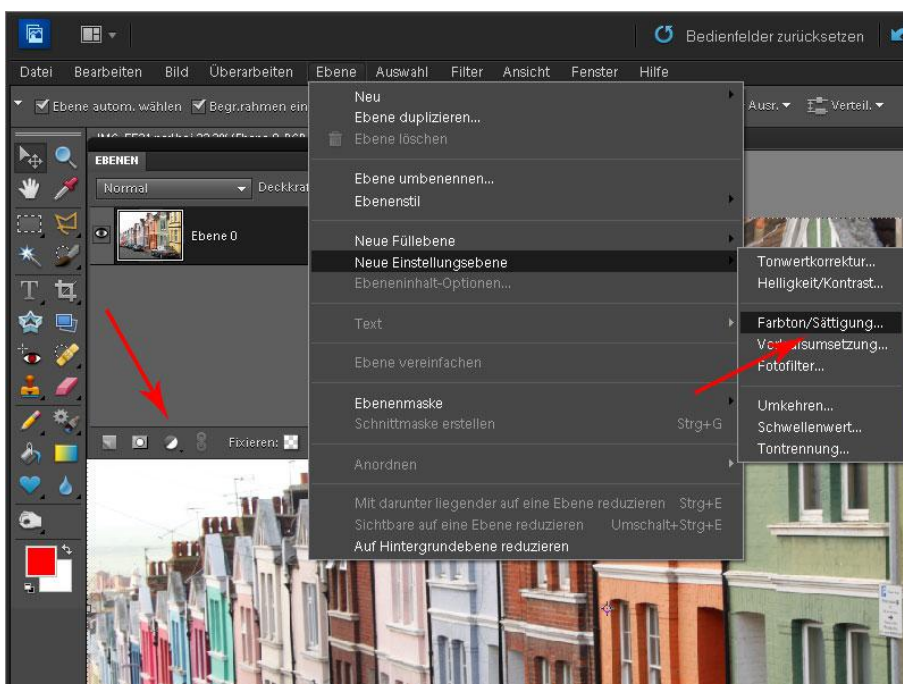 Bedienfelder zurücksetzen
Datei Bearbeiten Bild Überarbeiten Ebene Auswahl Filter Ansicht Fenster Hilfe
Ebene autom. wählen Begr.rahmen ein
Ausr. Verteil.
EBENEN
Normal Deckkraf
Ebene 0
Neu
Ebene duplizieren...
Ebene löschen
Ebene umbenennen...
Ebenenstil
Neue Füllebene
Neue Einstellungsebene
Ebeneninhalt-Optionen...
Text
Ebene vereinfachen
Ebenenmaske
Schnittmaske erstellen Strg+G
Anordnen
Mit darunter liegender auf eine Ebene reduzieren Strg+E
Sichtbare auf eine Ebene reduzieren Umschalt+Strg+E
Auf Hintergrundebene reduzieren
Tonwertkorrektur...
Helligkeit/Kontrast...
Farbton/Sättigung...
Fotofilter...
Umkehren...
Schwellenwert...
Tontrennung...
Fixieren: